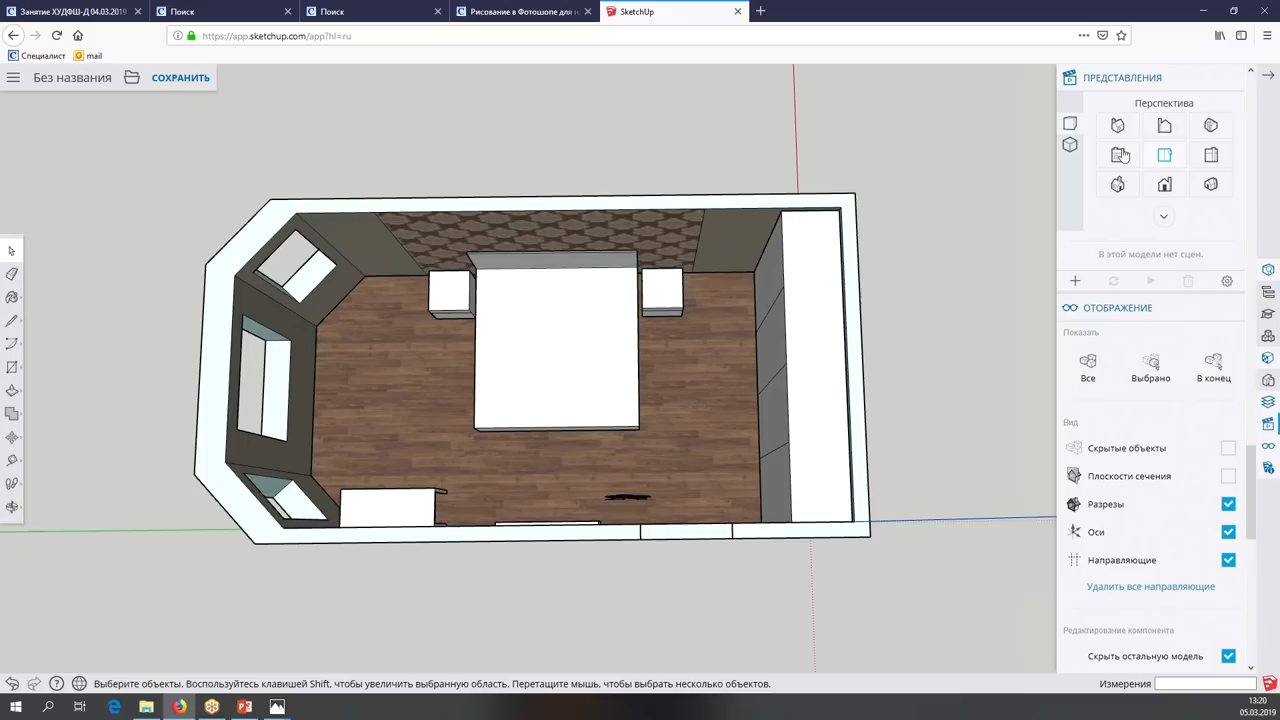 Занятие ХУДФШ-Д 04.03.2019
Поиск
Поиск
Рисование в Фотошопе для н
SketchUp
https://app.sketchup.com/app?hl=ru
Специалист
mail
Без названия
СОХРАНИТЬ
ПРЕДСТАВЛЕНИЯ
Перспектива
В этой модели нет сцен.
ОТОБРАЖЕНИЕ
Показать
Все
Выбрано
В конец
Вид
Скрытые объекты
Плоскости сечения
Разрезы
Оси
Направляющие
Удалить все направляющие
Редактирование компонента
Скрыть остальную модель
Выберите объекты. Воспользуйтесь клавишей Shift, чтобы увеличить выбранную область. Перетащите мышь, чтобы выбрать несколько объектов.
Измерения
13:20
05.03.2019